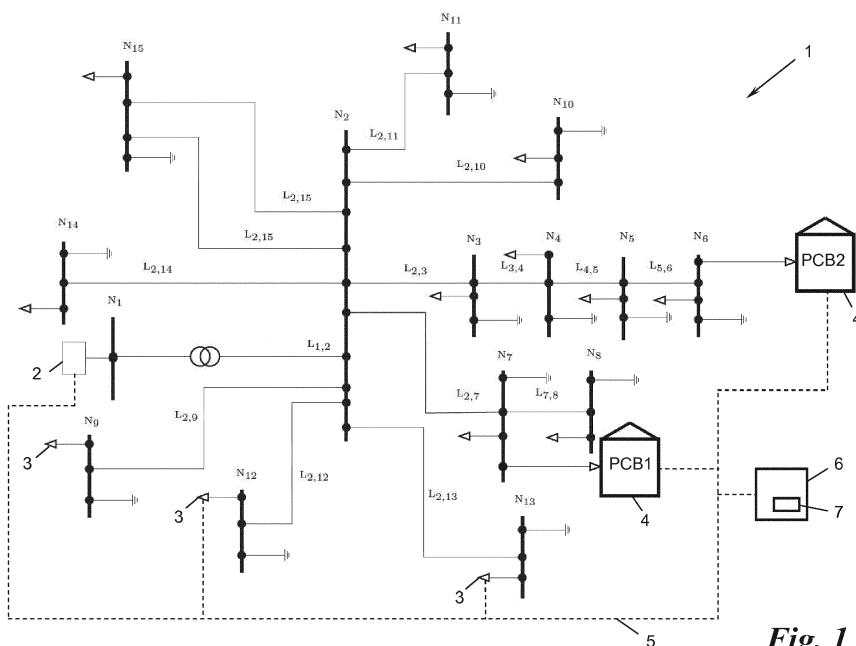 N11
N15
1
N2
N10
L2,11
L2,10
L2,15
N14
L2,15
N3
N4
N5
N6
L2,14
L2,3
L3,4
L4,5
L5,6
PCB2
4
N1
L1,2
2
N7
N8
L2,7
L7,8
L2,9
3
N9
PCB1
6
N12
L2,12
4
7
3
L2,13
N13
3
5
Fig. 1